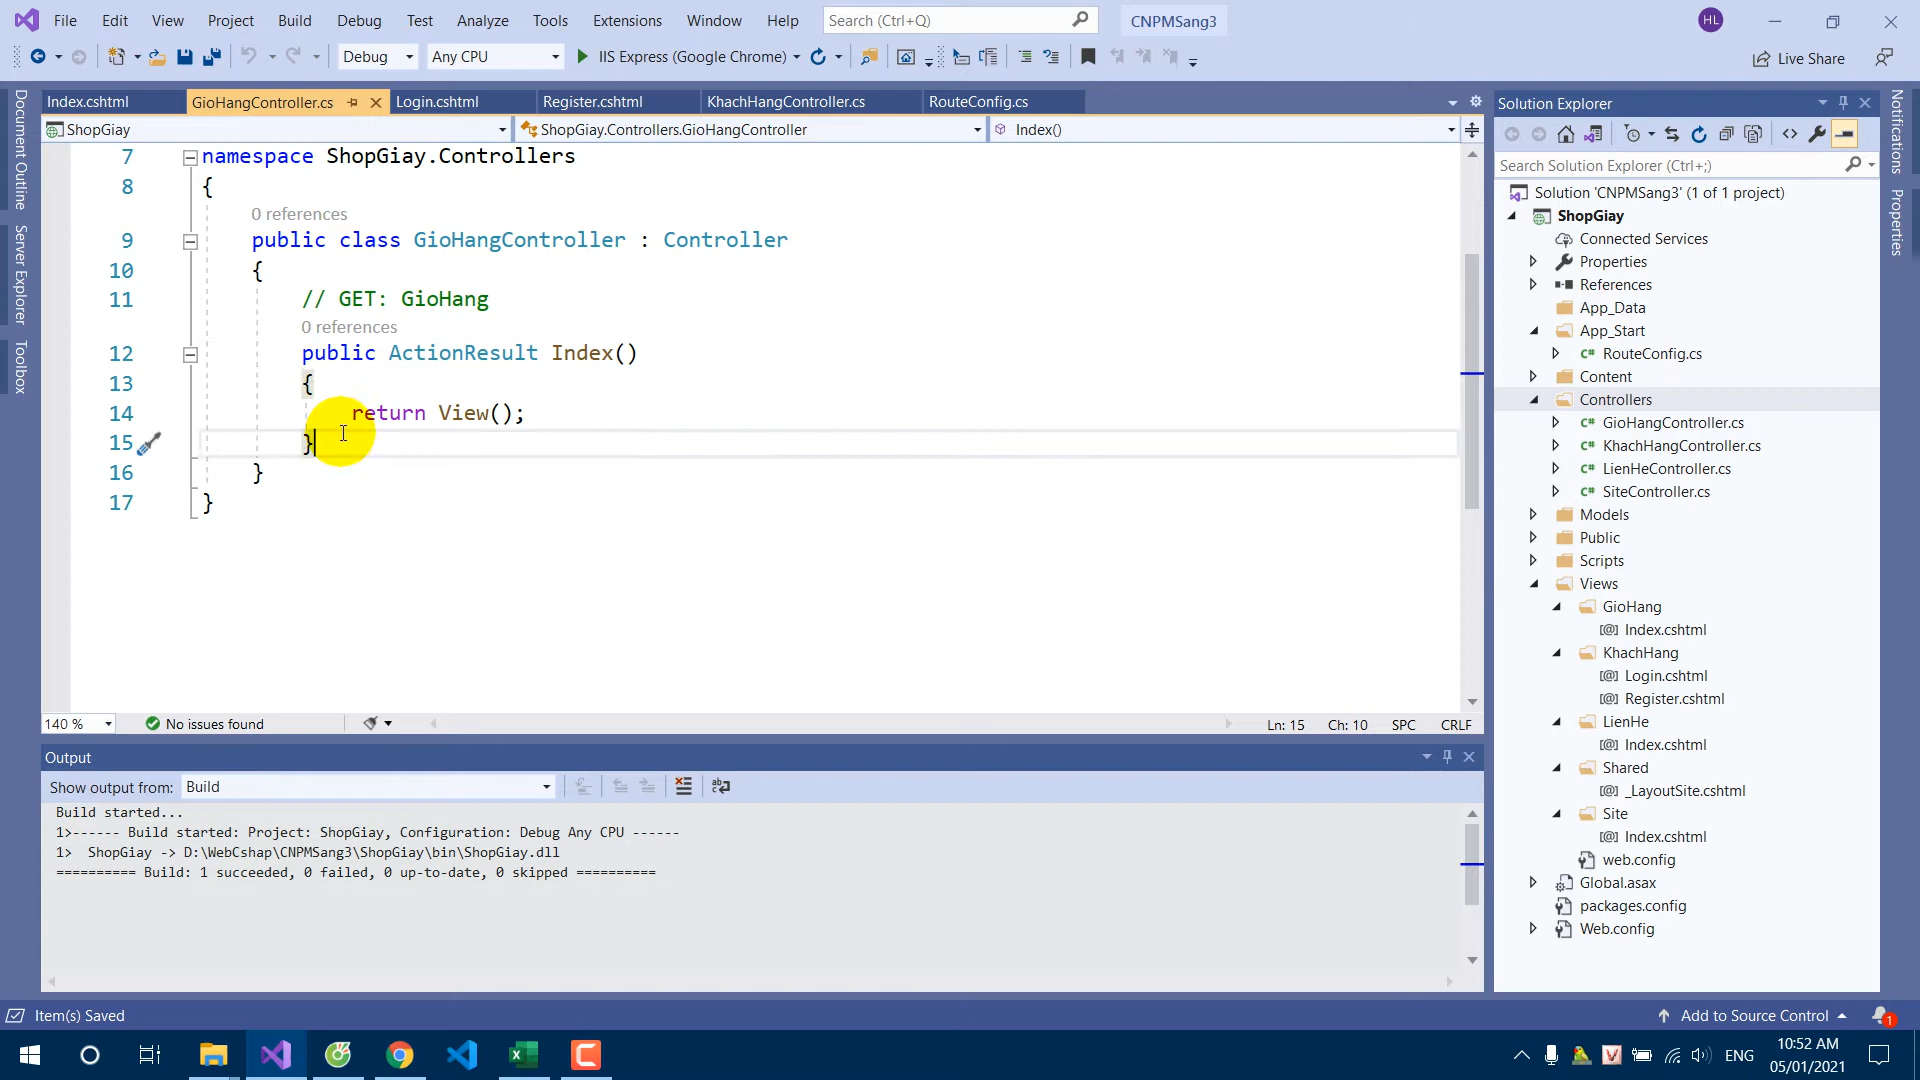 File Edit View Project Build Debug Test Analyze Tools Extensions Window Help Search (Ctrl+Q) CNPMSang3 HL
Debug Any CPU IIS Express (Google Chrome) Live Share
Index.cshtml GioHangController.cs Login.cshtml Register.cshtml KhachHangController.cs RouteConfig.cs
ShopGiay ShopGiay.Controllers.GioHangController Index()
7 namespace ShopGiay.Controllers
8 {
0 references
9 public class GioHangController : Controller
10 {
11 // GET: GioHang
0 references
12 public ActionResult Index()
13 {
14 return View();
15 }
16 }
17 }
140 % No issues found Ln: 15 Ch: 10 SPC CRLF
Output
Show output from: Build
Build started...
1>------ Build started: Project: ShopGiay, Configuration: Debug Any CPU ------
1>  ShopGiay -> D:\WebCshap\CNPMSang3\ShopGiay\bin\ShopGiay.dll
========== Build: 1 succeeded, 0 failed, 0 up-to-date, 0 skipped ==========
Document Outline
Server Explorer
Toolbox
Solution Explorer
Search Solution Explorer (Ctrl+;)
Solution 'CNPMSang3' (1 of 1 project)
ShopGiay
Connected Services
Properties
References
App_Data
App_Start
C# RouteConfig.cs
Content
Controllers
C# GioHangController.cs
C# KhachHangController.cs
C# LienHeController.cs
C# SiteController.cs
Models
Public
Scripts
Views
GioHang
[@] Index.cshtml
KhachHang
[@] Login.cshtml
[@] Register.cshtml
LienHe
[@] Index.cshtml
Shared
[@] _LayoutSite.cshtml
Site
[@] Index.cshtml
web.config
Global.asax
packages.config
Web.config
Notifications
Properties
Item(s) Saved Add to Source Control 1
ENG 10:52 AM
05/01/2021